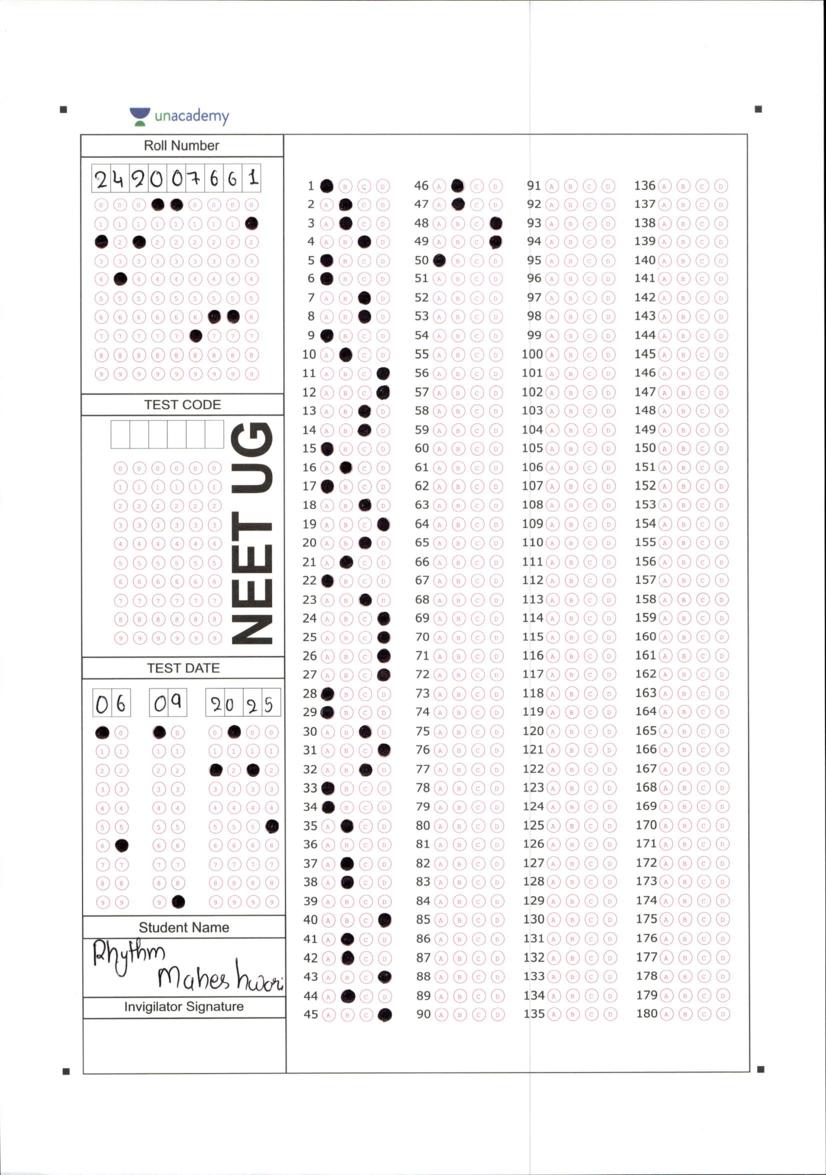 unacademy
Roll Number
242007661
TEST CODE
NEET UG
TEST DATE
06 09 2025
Student Name
Rhythm
Maheshwari
Invigilator Signature
1 B C D
2 A C D
3 A C D
4 A B D
5 B C D
6 B C D
7 A B D
8 A B D
9 B C D
10 A C D
11 A B C
12 A B C
13 A B D
14 A B D
15 B C D
16 A C D
17 B C D
18 A B D
19 A B C
20 A B D
21 A C D
22 B C D
23 A B D
24 A B C
25 A B C
26 A B C
27 A B C
28 B C D
29 B C D
30 A B D
31 A B C
32 A B D
33 B C D
34 B C D
35 A C D
36 A B C D
37 A C D
38 A C D
39 A B C D
40 A B C
41 A C D
42 A C D
43 A B C
44 A C D
45 A B C
46 A C D
47 A C D
48 A B C
49 A B C
50 B C D
51 A B C D
52 A B C D
53 A B C D
54 A B C D
55 A B C D
56 A B C D
57 A B C D
58 A B C D
59 A B C D
60 A B C D
61 A B C D
62 A B C D
63 A B C D
64 A B C D
65 A B C D
66 A B C D
67 A B C D
68 A B C D
69 A B C D
70 A B C D
71 A B C D
72 A B C D
73 A B C D
74 A B C D
75 A B C D
76 A B C D
77 A B C D
78 A B C D
79 A B C D
80 A B C D
81 A B C D
82 A B C D
83 A B C D
84 A B C D
85 A B C D
86 A B C D
87 A B C D
88 A B C D
89 A B C D
90 A B C D
91 A B C D
92 A B C D
93 A B C D
94 A B C D
95 A B C D
96 A B C D
97 A B C D
98 A B C D
99 A B C D
100 A B C D
101 A B C D
102 A B C D
103 A B C D
104 A B C D
105 A B C D
106 A B C D
107 A B C D
108 A B C D
109 A B C D
110 A B C D
111 A B C D
112 A B C D
113 A B C D
114 A B C D
115 A B C D
116 A B C D
117 A B C D
118 A B C D
119 A B C D
120 A B C D
121 A B C D
122 A B C D
123 A B C D
124 A B C D
125 A B C D
126 A B C D
127 A B C D
128 A B C D
129 A B C D
130 A B C D
131 A B C D
132 A B C D
133 A B C D
134 A B C D
135 A B C D
136 A B C D
137 A B C D
138 A B C D
139 A B C D
140 A B C D
141 A B C D
142 A B C D
143 A B C D
144 A B C D
145 A B C D
146 A B C D
147 A B C D
148 A B C D
149 A B C D
150 A B C D
151 A B C D
152 A B C D
153 A B C D
154 A B C D
155 A B C D
156 A B C D
157 A B C D
158 A B C D
159 A B C D
160 A B C D
161 A B C D
162 A B C D
163 A B C D
164 A B C D
165 A B C D
166 A B C D
167 A B C D
168 A B C D
169 A B C D
170 A B C D
171 A B C D
172 A B C D
173 A B C D
174 A B C D
175 A B C D
176 A B C D
177 A B C D
178 A B C D
179 A B C D
180 A B C D